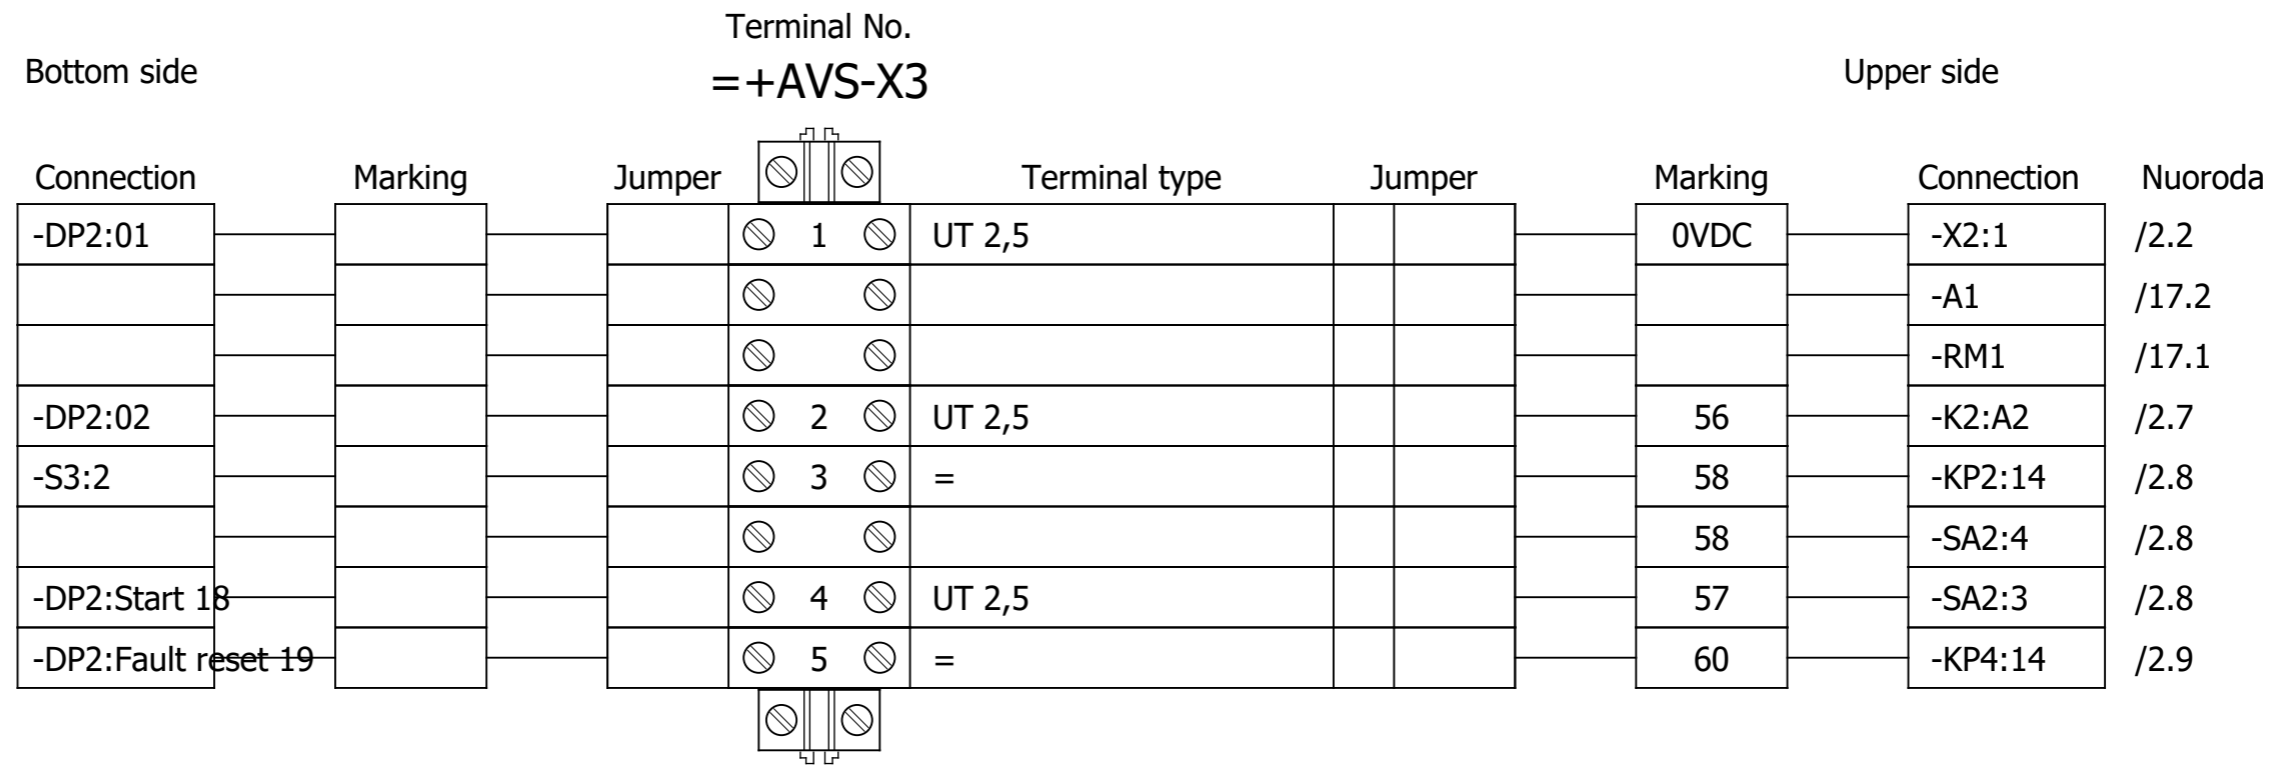 Terminal No.
Bottom side =+AVS-X3 Upper side
Connection Marking Jumper Terminal type Jumper Marking Connection Nuoroda
-DP2:01 1 UT 2,5 0VDC -X2:1 /2.2
-A1 /17.2
-RM1 /17.1
-DP2:02 2 UT 2,5 56 -K2:A2 /2.7
-S3:2 3 = 58 -KP2:14 /2.8
58 -SA2:4 /2.8
-DP2:Start 18 4 UT 2,5 57 -SA2:3 /2.8
-DP2:Fault reset 19 5 = 60 -KP4:14 /2.9